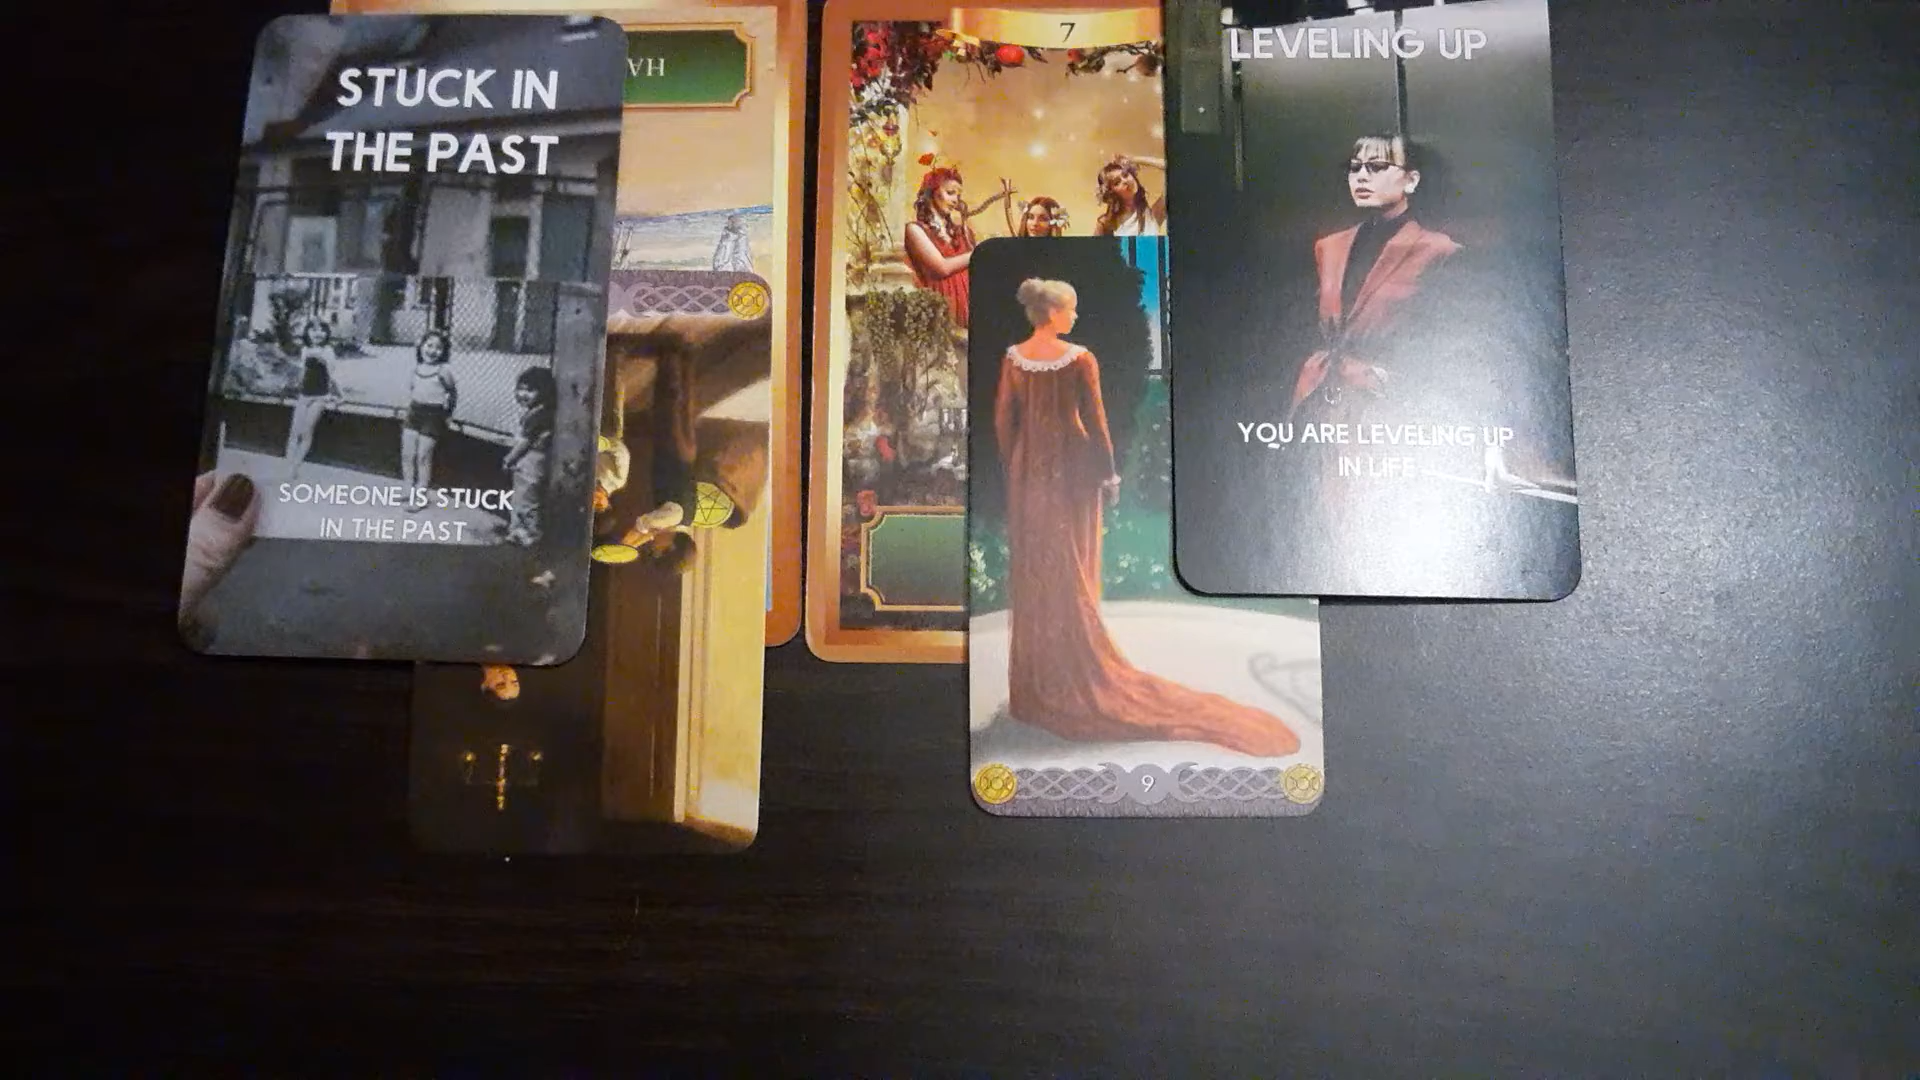 STUCK IN
THE PAST
SOMEONE IS STUCK
IN THE PAST
HA
7
9
LEVELING UP
YOU ARE LEVELING UP
IN LIFE